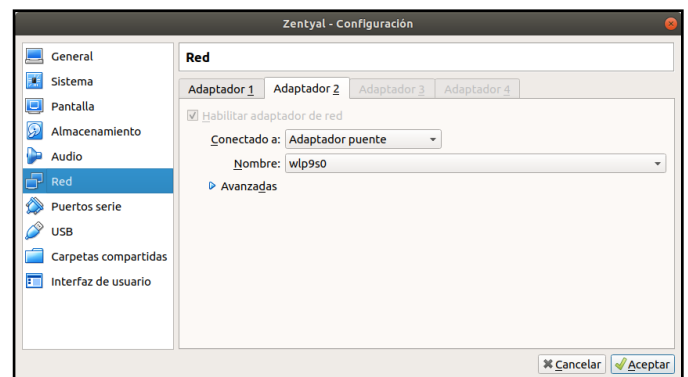 Zentyal - Configuración
General
Sistema
Pantalla
Almacenamiento
Audio
Red
Puertos serie
USB
Carpetas compartidas
Interfaz de usuario
Red
Adaptador 1 Adaptador 2 Adaptador 3 Adaptador 4
Habilitar adaptador de red
Conectado a: Adaptador puente
Nombre: wlp9s0
Avanzadas
Cancelar Aceptar